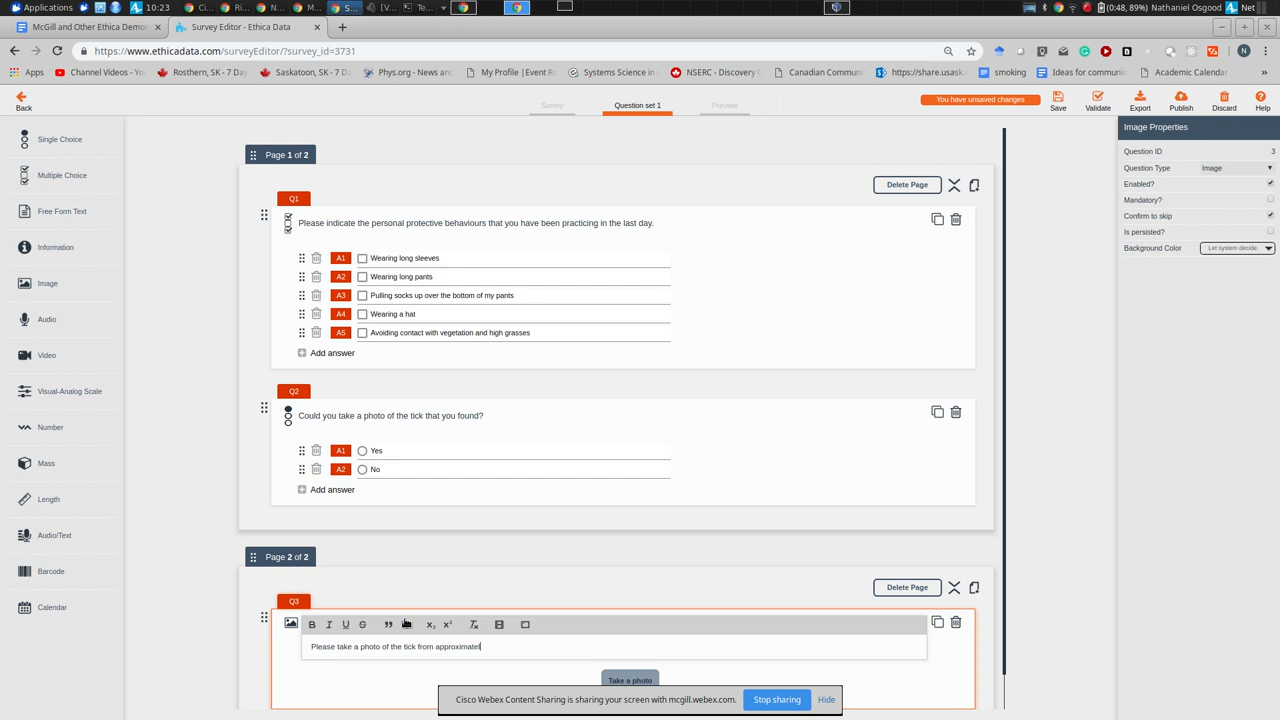 Applications
10:23
Ci
Ri
N
M
S
[V
Te
(0:48, 89%)
Nathaniel Osgood
Net
McGill and Other Ethica Demo
Survey Editor - Ethica Data
https://www.ethicadata.com/surveyEditor/?survey_id=3731
Apps
Channel Videos - Yo
Rosthern, SK - 7 Day
Saskatoon, SK - 7 D
Phys.org - News and
My Profile | Event R
Systems Science in
NSERC - Discovery
Canadian Commun
https://share.usask.
smoking
Ideas for communic
Academic Calendar
Back
Survey
Question set 1
Preview
You have unsaved changes
Save
Validate
Export
Publish
Discard
Help
Single Choice
Multiple Choice
Free Form Text
Information
Image
Audio
Video
Visual-Analog Scale
Number
Mass
Length
Audio/Text
Barcode
Calendar
Page 1 of 2
Delete Page
Q1
Please indicate the personal protective behaviours that you have been practicing in the last day.
A1 Wearing long sleeves
A2 Wearing long pants
A3 Pulling socks up over the bottom of my pants
A4 Wearing a hat
A5 Avoiding contact with vegetation and high grasses
Add answer
Q2
Could you take a photo of the tick that you found?
A1 Yes
A2 No
Add answer
Page 2 of 2
Delete Page
Q3
B I U S X₂ X² Tx
Please take a photo of the tick from approximatel
Take a photo
Image Properties
Question ID 3
Question Type Image
Enabled?
Mandatory?
Confirm to skip
Is persisted?
Background Color Let system decide.
Cisco Webex Content Sharing is sharing your screen with mcgill.webex.com.
Stop sharing
Hide